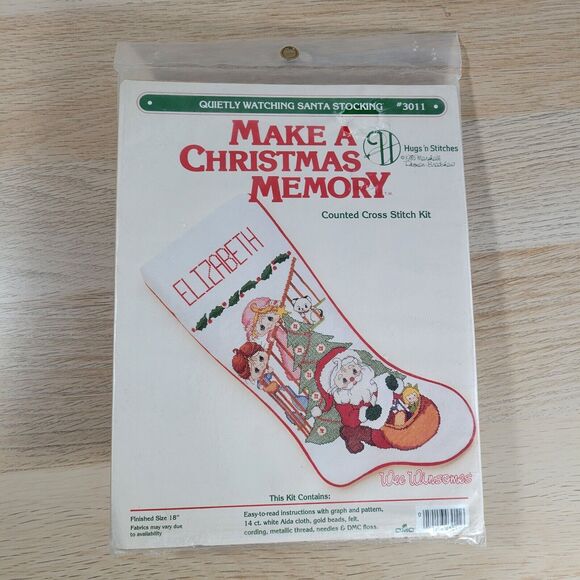 QUIETLY WATCHING SANTA STOCKING #3011
MAKE A
CHRISTMAS
MEMORY
Hugs 'n Stitches
Counted Cross Stitch Kit
ELIZABETH
Wee Winsomes
This Kit Contains:
Finished Size 18"
Fabrics may vary due
to availability
Easy-to-read instructions with graph and pattern,
14 ct. white Aida cloth, gold beads, felt,
cording, metallic thread, needles & DMC floss.
DMC